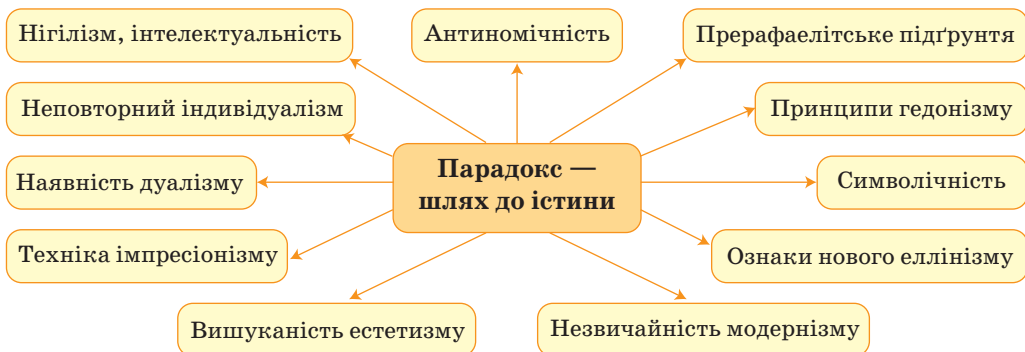 Нігілізм, інтелектуальність
Антиномічність
Прерафаелітське підґрунтя
Неповторний індивідуалізм
Принципи гедонізму
Парадокс —
шлях до істини
Наявність дуалізму
Символічність
Техніка імпресіонізму
Ознаки нового еллінізму
Вишуканість естетизму
Незвичайність модернізму